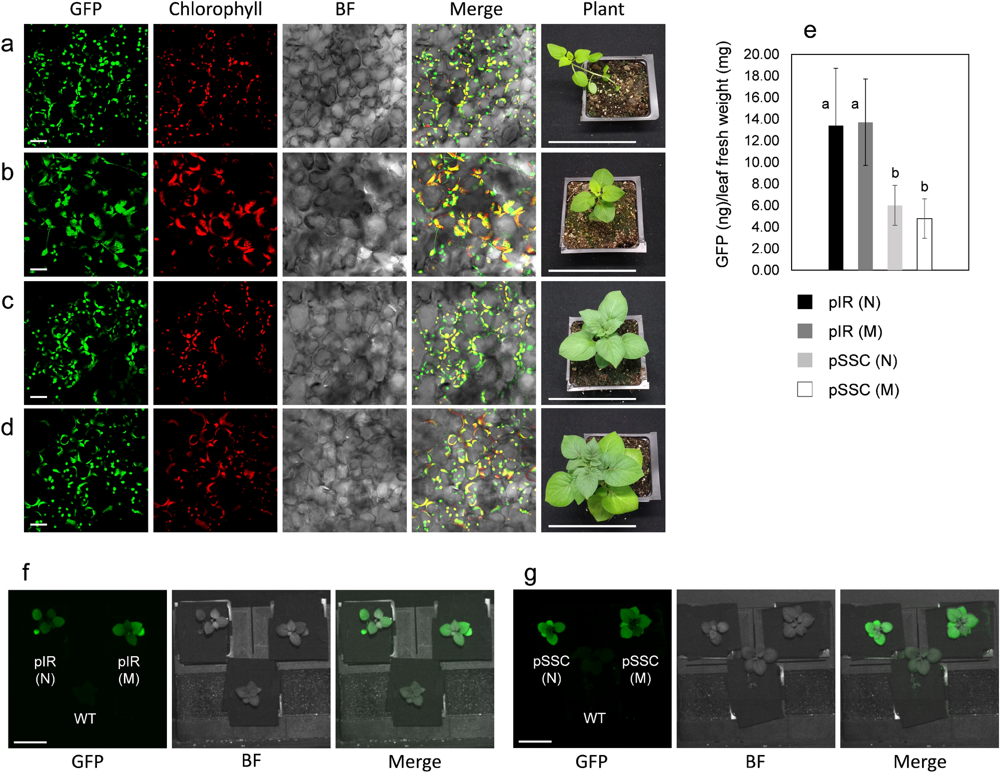 GFP Chlorophyll BF Merge Plant
a
b
c
d
e
GFP (ng)/leaf fresh weight (mg)
20.00
18.00
16.00
14.00
12.00
10.00
8.00
6.00
4.00
2.00
0.00
a a b b
pIR (N)
pIR (M)
pSSC (N)
pSSC (M)
f
pIR
(N)
pIR
(M)
WT
GFP BF Merge
g
pSSC
(N)
pSSC
(M)
WT
GFP BF Merge